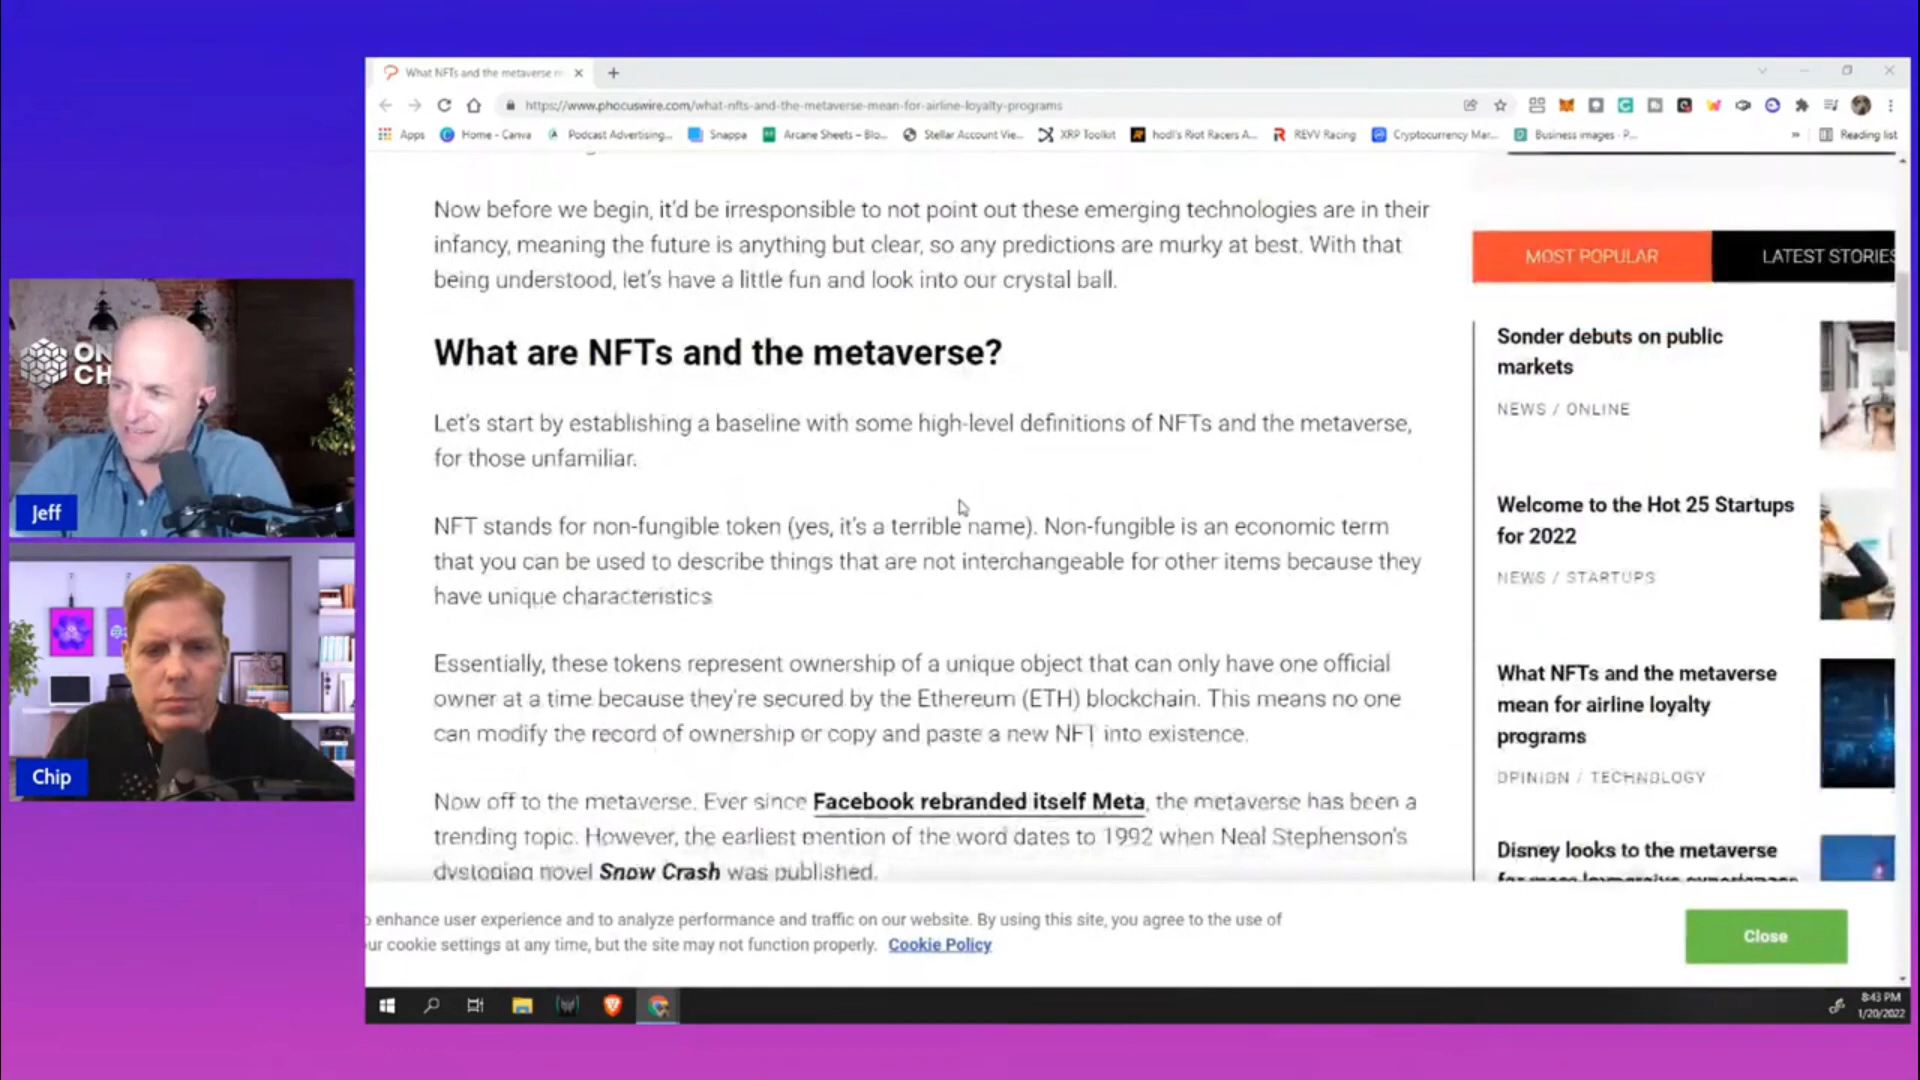 What NFTs and the metaverse m
https://www.phocuswire.com/what-nfts-and-the-metaverse-mean-for-airline-loyalty-programs
Apps
Home - Canva
Podcast Advertising...
Snappa
Arcane Sheets – Blo...
Stellar Account Vie...
XRP Toolkit
hodl's Riot Racers A...
REVV Racing
Cryptocurrency Mar...
Business images - P...
»
Reading list
Now before we begin, it'd be irresponsible to not point out these emerging technologies are in their
infancy, meaning the future is anything but clear, so any predictions are murky at best. With that
being understood, let's have a little fun and look into our crystal ball.
What are NFTs and the metaverse?
Let's start by establishing a baseline with some high-level definitions of NFTs and the metaverse,
for those unfamiliar.
NFT stands for non-fungible token (yes, it's a terrible name). Non-fungible is an economic term
that you can be used to describe things that are not interchangeable for other items because they
have unique characteristics
Essentially, these tokens represent ownership of a unique object that can only have one official
owner at a time because they're secured by the Ethereum (ETH) blockchain. This means no one
can modify the record of ownership or copy and paste a new NFT into existence.
Now off to the metaverse. Ever since Facebook rebranded itself Meta, the metaverse has been a
trending topic. However, the earliest mention of the word dates to 1992 when Neal Stephenson's
dystopian novel Snow Crash was published.
MOST POPULAR
LATEST STORIES
Sonder debuts on public
markets
NEWS / ONLINE
Welcome to the Hot 25 Startups
for 2022
NEWS / STARTUPS
What NFTs and the metaverse
mean for airline loyalty
programs
OPINION / TECHNOLOGY
Disney looks to the metaverse
for more immersive experiences
o enhance user experience and to analyze performance and traffic on our website. By using this site, you agree to the use of
ur cookie settings at any time, but the site may not function properly. Cookie Policy
Close
8:43 PM
1/20/2022
ON
CH
Jeff
Chip